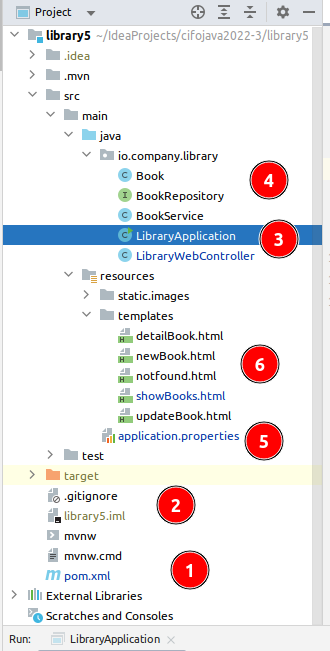 Project
library5 ~/IdeaProjects/cifojava2022-3/library5
.idea
.mvn
src
main
java
io.company.library
Book
4
BookRepository
BookService
LibraryApplication
3
LibraryWebController
resources
static.images
templates
detailBook.html
newBook.html
6
notfound.html
showBooks.html
updateBook.html
application.properties
5
test
target
.gitignore
2
library5.iml
mvnw
mvnw.cmd
1
pom.xml
External Libraries
Scratches and Consoles
Run: LibraryApplication